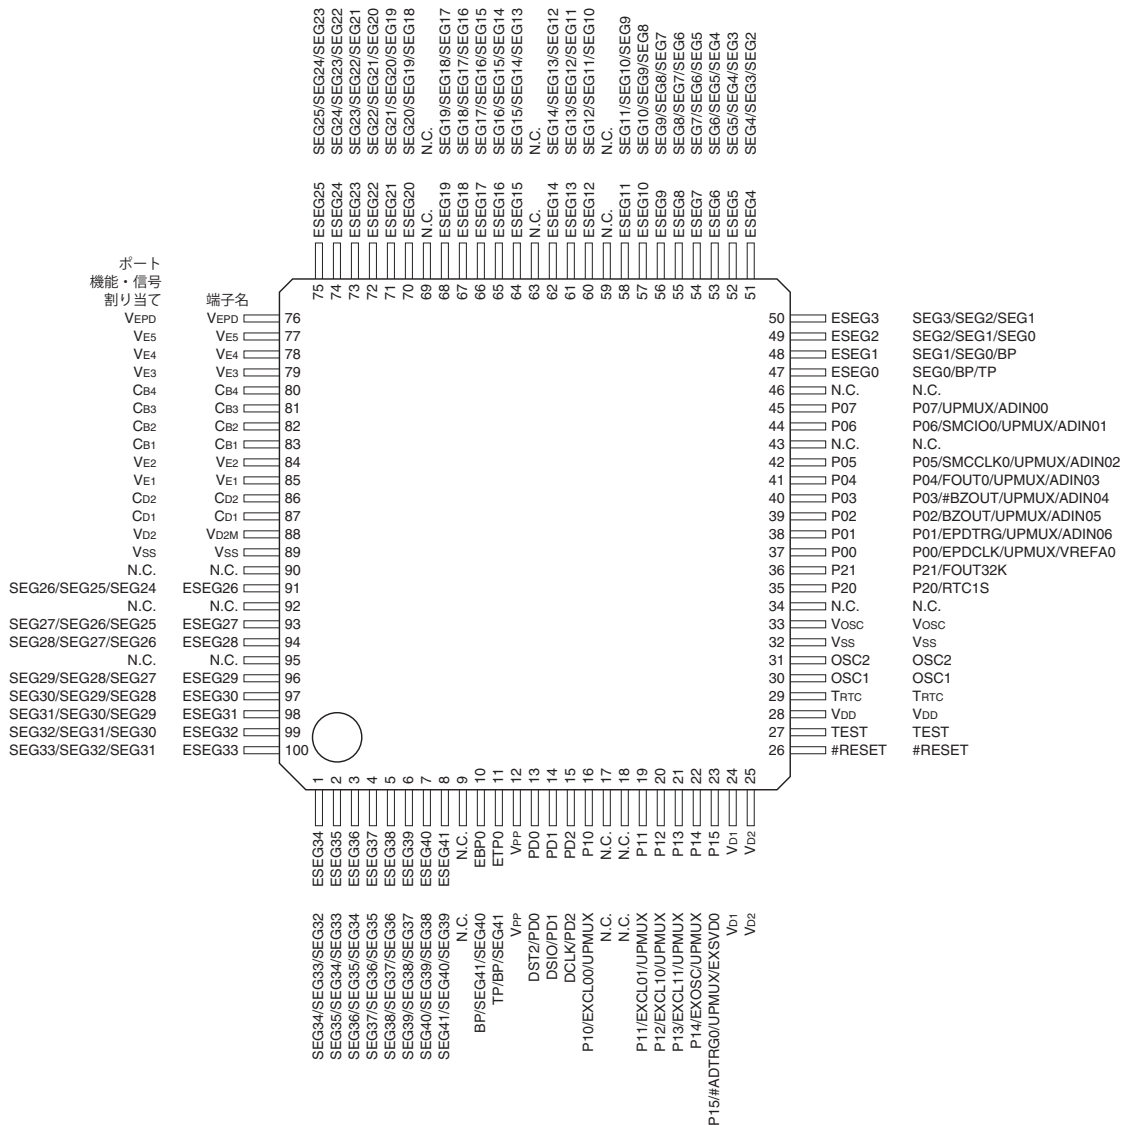 SEG25/SEG24/SEG23
SEG24/SEG23/SEG22
SEG23/SEG22/SEG21
SEG22/SEG21/SEG20
SEG21/SEG20/SEG19
SEG20/SEG19/SEG18
N.C.
SEG19/SEG18/SEG17
SEG18/SEG17/SEG16
SEG17/SEG16/SEG15
SEG16/SEG15/SEG14
SEG15/SEG14/SEG13
N.C.
SEG14/SEG13/SEG12
SEG13/SEG12/SEG11
SEG12/SEG11/SEG10
N.C.
SEG11/SEG10/SEG9
SEG10/SEG9/SEG8
SEG9/SEG8/SEG7
SEG8/SEG7/SEG6
SEG7/SEG6/SEG5
SEG6/SEG5/SEG4
SEG5/SEG4/SEG3
SEG4/SEG3/SEG2
ESEG25
ESEG24
ESEG23
ESEG22
ESEG21
ESEG20
N.C.
ESEG19
ESEG18
ESEG17
ESEG16
ESEG15
N.C.
ESEG14
ESEG13
ESEG12
N.C.
ESEG11
ESEG10
ESEG9
ESEG8
ESEG7
ESEG6
ESEG5
ESEG4
75 74 73 72 71 70 69 68 67 66 65 64 63 62 61 60 59 58 57 56 55 54 53 52 51
ポート
機能・信号
割り当て 端子名
VEPD VEPD 76
VE5 VE5 77
VE4 VE4 78
VE3 VE3 79
CB4 CB4 80
CB3 CB3 81
CB2 CB2 82
CB1 CB1 83
VE2 VE2 84
VE1 VE1 85
CD2 CD2 86
CD1 CD1 87
VD2 VD2M 88
VSS VSS 89
N.C. N.C. 90
SEG26/SEG25/SEG24 ESEG26 91
N.C. N.C. 92
SEG27/SEG26/SEG25 ESEG27 93
SEG28/SEG27/SEG26 ESEG28 94
N.C. N.C. 95
SEG29/SEG28/SEG27 ESEG29 96
SEG30/SEG29/SEG28 ESEG30 97
SEG31/SEG30/SEG29 ESEG31 98
SEG32/SEG31/SEG30 ESEG32 99
SEG33/SEG32/SEG31 ESEG33 100
50 ESEG3 SEG3/SEG2/SEG1
49 ESEG2 SEG2/SEG1/SEG0
48 ESEG1 SEG1/SEG0/BP
47 ESEG0 SEG0/BP/TP
46 N.C. N.C.
45 P07 P07/UPMUX/ADIN00
44 P06 P06/SMCIO0/UPMUX/ADIN01
43 N.C. N.C.
42 P05 P05/SMCCLK0/UPMUX/ADIN02
41 P04 P04/FOUT0/UPMUX/ADIN03
40 P03 P03/#BZOUT/UPMUX/ADIN04
39 P02 P02/BZOUT/UPMUX/ADIN05
38 P01 P01/EPDTRG/UPMUX/ADIN06
37 P00 P00/EPDCLK/UPMUX/VREFA0
36 P21 P21/FOUT32K
35 P20 P20/RTC1S
34 N.C. N.C.
33 VOSC VOSC
32 VSS VSS
31 OSC2 OSC2
30 OSC1 OSC1
29 TRTC TRTC
28 VDD VDD
27 TEST TEST
26 #RESET #RESET
1 2 3 4 5 6 7 8 9 10 11 12 13 14 15 16 17 18 19 20 21 22 23 24 25
ESEG34
ESEG35
ESEG36
ESEG37
ESEG38
ESEG39
ESEG40
ESEG41
N.C.
EBP0
ETP0
VPP
PD0
PD1
PD2
P10
N.C.
N.C.
P11
P12
P13
P14
P15
VD1
VD2
SEG34/SEG33/SEG32
SEG35/SEG34/SEG33
SEG36/SEG35/SEG34
SEG37/SEG36/SEG35
SEG38/SEG37/SEG36
SEG39/SEG38/SEG37
SEG40/SEG39/SEG38
SEG41/SEG40/SEG39
N.C.
BP/SEG41/SEG40
TP/BP/SEG41
VPP
DST2/PD0
DSIO/PD1
DCLK/PD2
P10/EXCL00/UPMUX
N.C.
N.C.
P11/EXCL01/UPMUX
P12/EXCL10/UPMUX
P13/EXCL11/UPMUX
P14/EXOSC/UPMUX
P15/#ADTRG0/UPMUX/EXSVD0
VD1
VD2